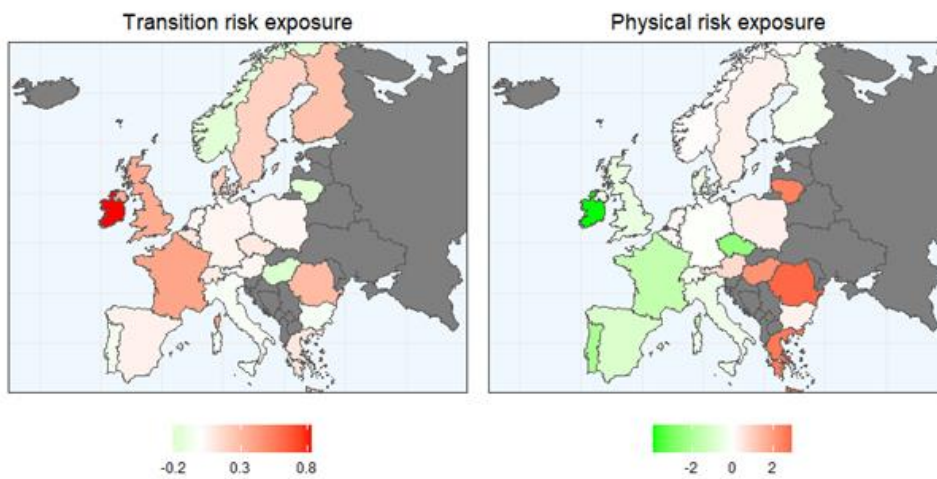 Transition risk exposure
Physical risk exposure
-0.2 0.3 0.8
-2 0 2